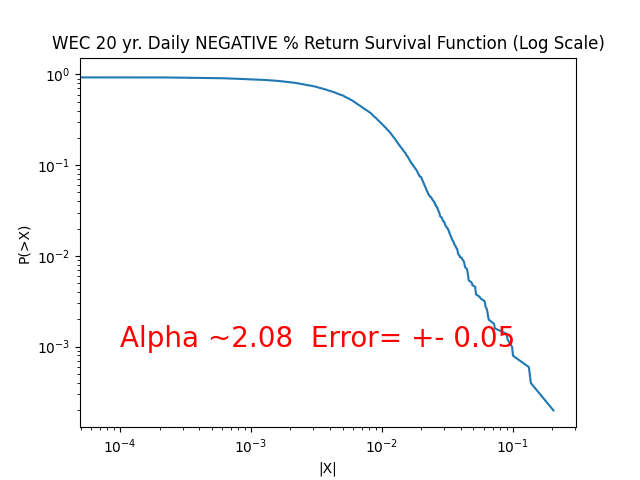 WEC 20 yr. Daily NEGATIVE % Return Survival Function (Log Scale)
10⁰
10⁻¹
10⁻²
10⁻³
P(>X)
Alpha ~2.08  Error= +- 0.05
10⁻⁴ 10⁻³ 10⁻² 10⁻¹
|X|